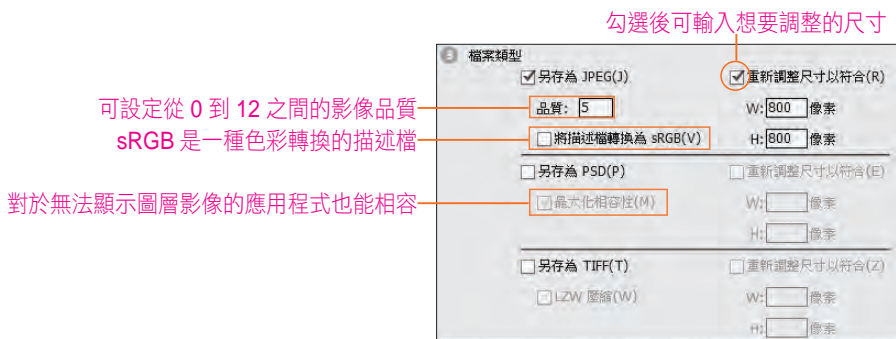 勾選後可輸入想要調整的尺寸
3 檔案類型
另存為 JPEG(J) 重新調整尺寸以符合(R)
可設定從 0 到 12 之間的影像品質 品質: 5 W: 800 像素
sRGB 是一種色彩轉換的描述檔 將描述檔轉換為 sRGB(V) H: 800 像素
另存為 PSD(P) 重新調整尺寸以符合(E)
對於無法顯示圖層影像的應用程式也能相容 最大化相容性(M) W: 像素
H: 像素
另存為 TIFF(T) 重新調整尺寸以符合(Z)
LZW 壓縮(W) W: 像素
H: 像素